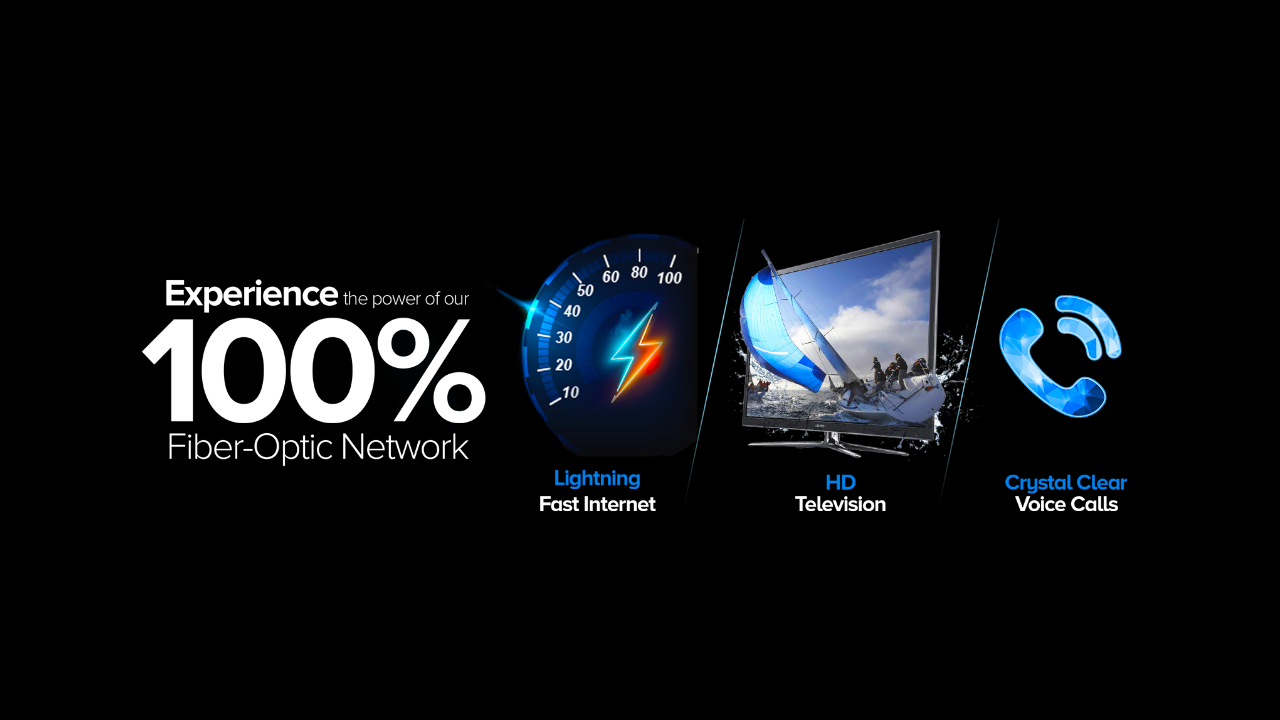 Experience the power of our
100%
Fiber-Optic Network
10
20
30
40
50
60
80
100
Lightning
Fast Internet
HD
Television
Crystal Clear
Voice Calls